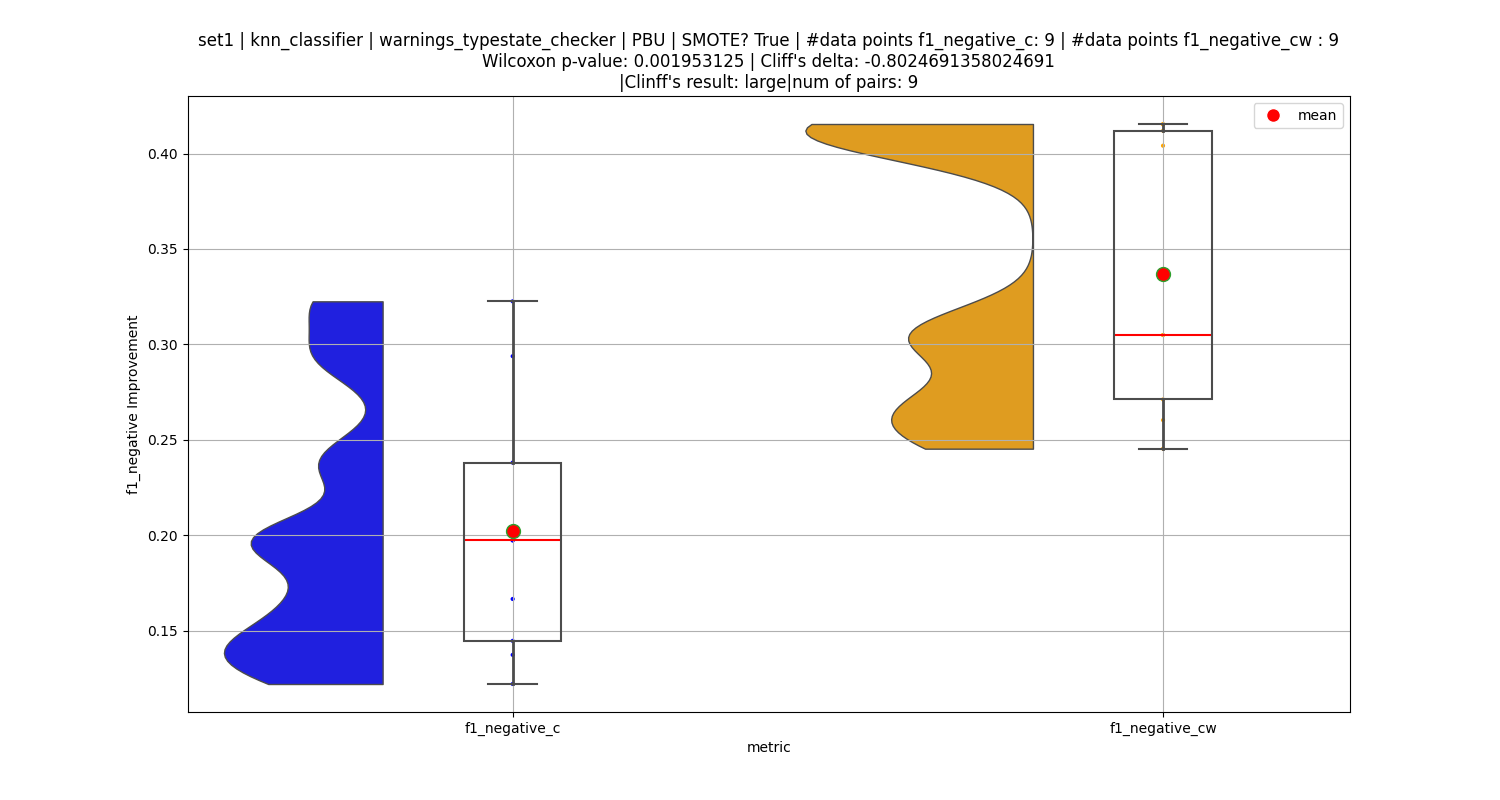 set1 | knn_classifier | warnings_typestate_checker | PBU | SMOTE? True | #data points f1_negative_c: 9 | #data points f1_negative_cw : 9
Wilcoxon p-value: 0.001953125 | Cliff's delta: -0.8024691358024691
|Clinff's result: large|num of pairs: 9
mean
0.40
0.35
0.30
0.25
0.20
0.15
f1_negative Improvement
f1_negative_c
f1_negative_cw
metric